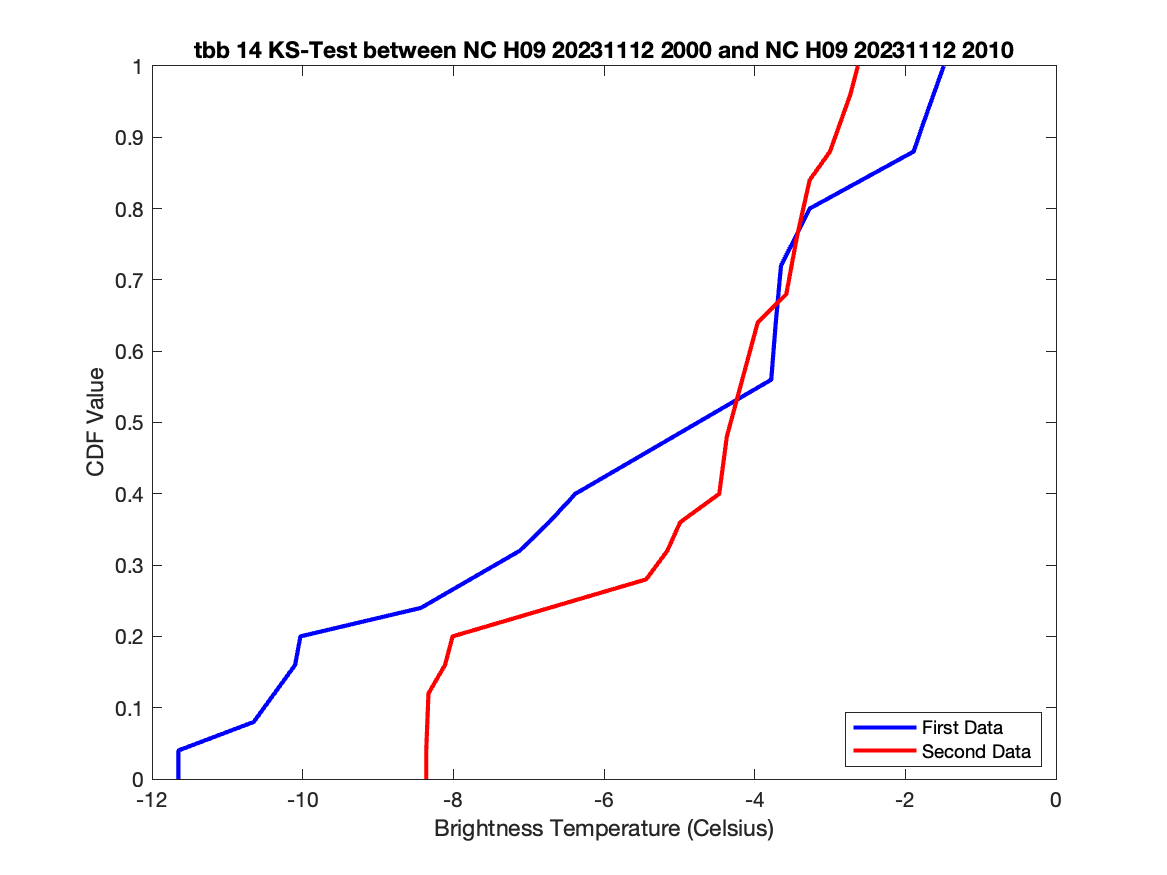 tbb 14 KS-Test between NC H09 20231112 2000 and NC H09 20231112 2010
1
0.9
0.8
0.7
0.6
0.5
0.4
0.3
0.2
0.1
0
CDF Value
First Data
Second Data
-12 -10 -8 -6 -4 -2 0
Brightness Temperature (Celsius)